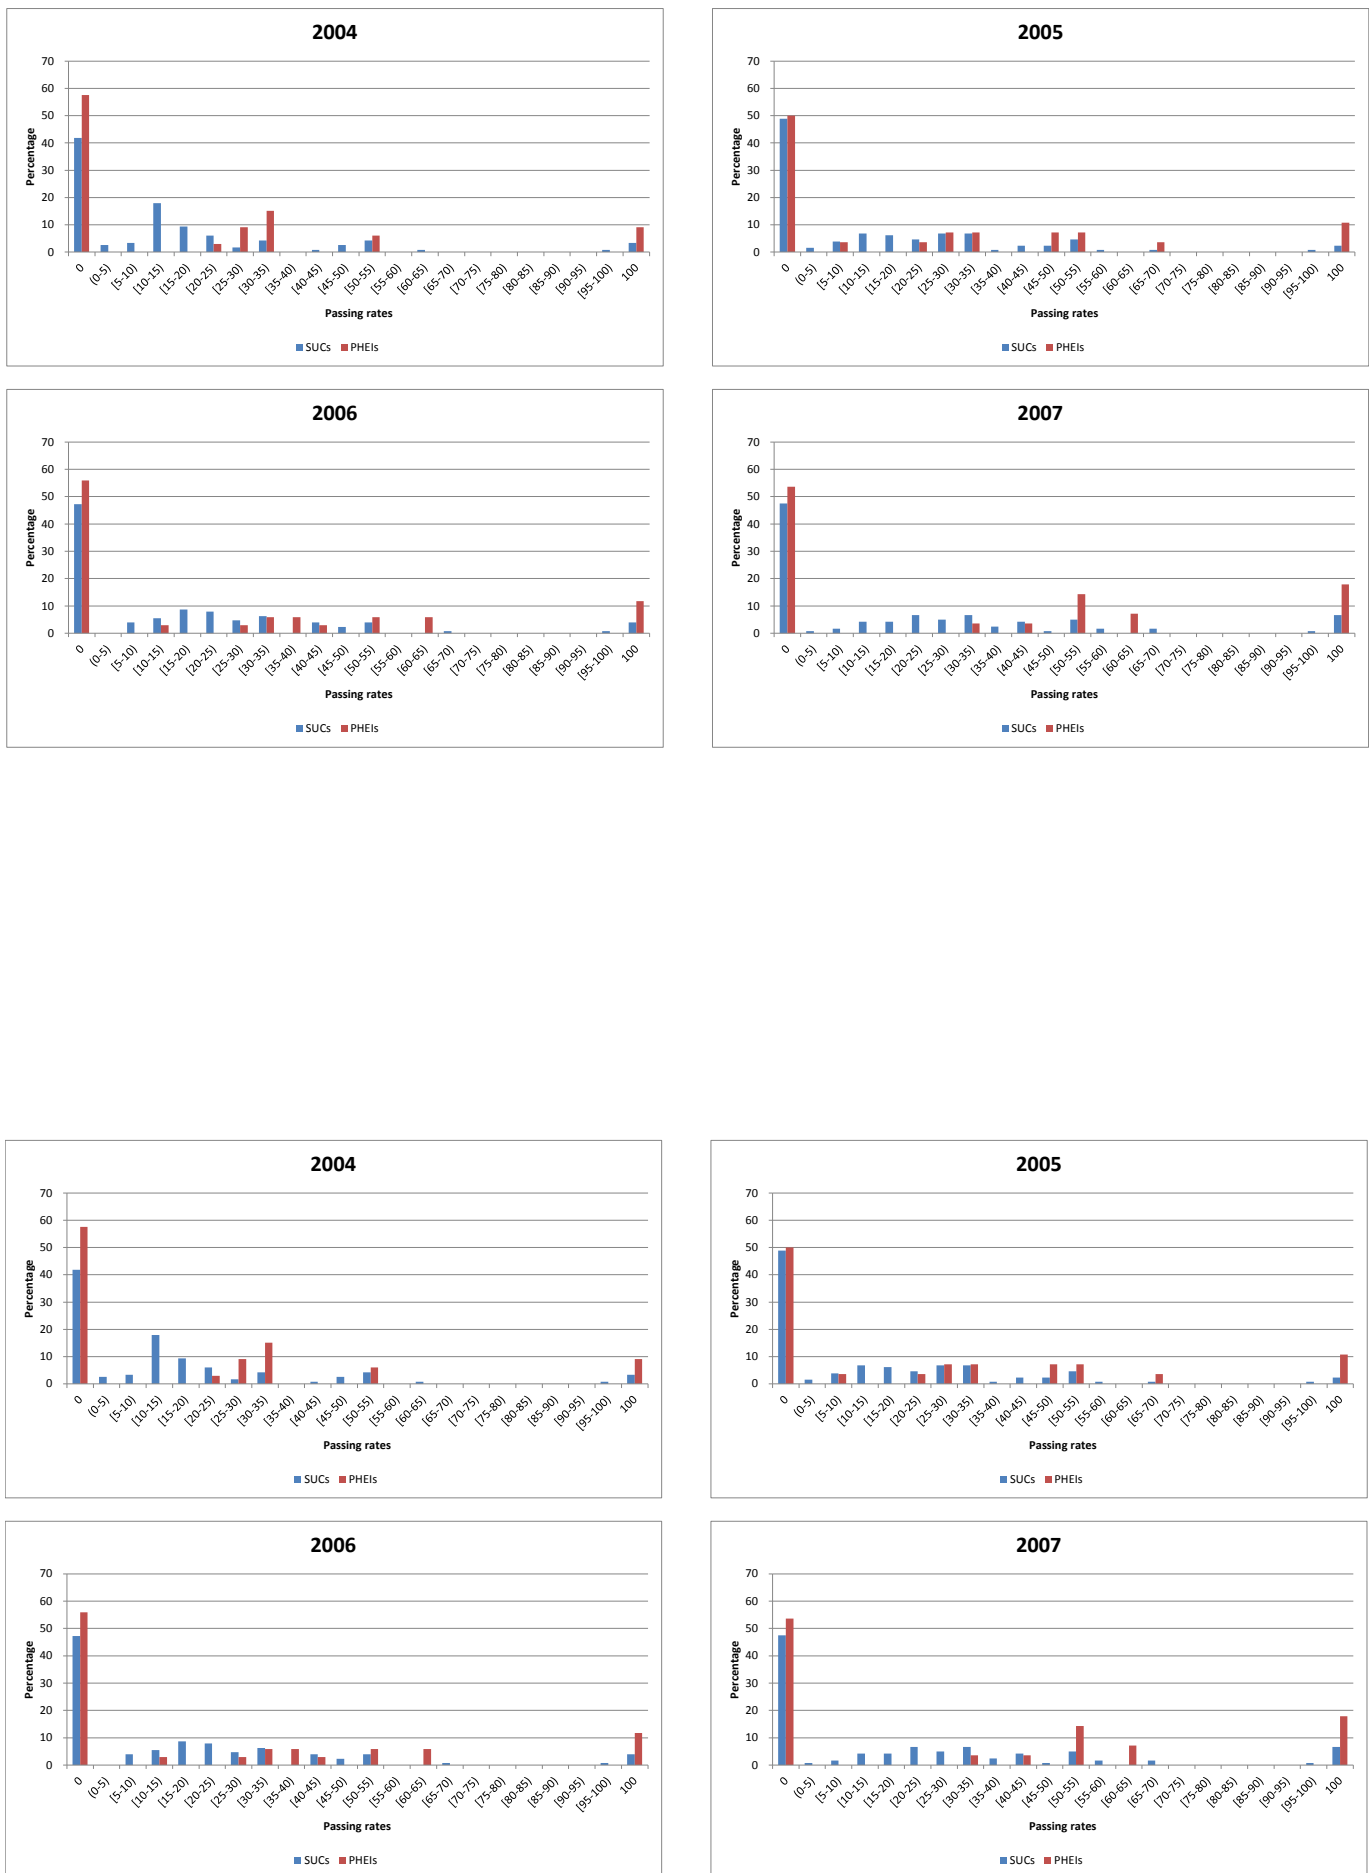 2004
70
60
50
40
30
20
10
0
Percentage
0 (0-5) [5-10) [10-15) [15-20) [20-25) [25-30) [30-35) [35-40) [40-45) [45-50) [50-55) [55-60) [60-65) [65-70) [70-75) [75-80) [80-85) [85-90) [90-95) [95-100) 100
Passing rates
SUCs PHEIs
2005
70
60
50
40
30
20
10
0
Percentage
0 (0-5) [5-10) [10-15) [15-20) [20-25) [25-30) [30-35) [35-40) [40-45) [45-50) [50-55) [55-60) [60-65) [65-70) [70-75) [75-80) [80-85) [85-90) [90-95) [95-100) 100
Passing rates
SUCs PHEIs
2006
70
60
50
40
30
20
10
0
Percentage
0 (0-5) [5-10) [10-15) [15-20) [20-25) [25-30) [30-35) [35-40) [40-45) [45-50) [50-55) [55-60) [60-65) [65-70) [70-75) [75-80) [80-85) [85-90) [90-95) [95-100) 100
Passing rates
SUCs PHEIs
2007
70
60
50
40
30
20
10
0
Percentage
0 (0-5) [5-10) [10-15) [15-20) [20-25) [25-30) [30-35) [35-40) [40-45) [45-50) [50-55) [55-60) [60-65) [65-70) [70-75) [75-80) [80-85) [85-90) [90-95) [95-100) 100
Passing rates
SUCs PHEIs
2004
70
60
50
40
30
20
10
0
Percentage
0 (0-5) [5-10) [10-15) [15-20) [20-25) [25-30) [30-35) [35-40) [40-45) [45-50) [50-55) [55-60) [60-65) [65-70) [70-75) [75-80) [80-85) [85-90) [90-95) [95-100) 100
Passing rates
SUCs PHEIs
2005
70
60
50
40
30
20
10
0
Percentage
0 (0-5) [5-10) [10-15) [15-20) [20-25) [25-30) [30-35) [35-40) [40-45) [45-50) [50-55) [55-60) [60-65) [65-70) [70-75) [75-80) [80-85) [85-90) [90-95) [95-100) 100
Passing rates
SUCs PHEIs
2006
70
60
50
40
30
20
10
0
Percentage
0 (0-5) [5-10) [10-15) [15-20) [20-25) [25-30) [30-35) [35-40) [40-45) [45-50) [50-55) [55-60) [60-65) [65-70) [70-75) [75-80) [80-85) [85-90) [90-95) [95-100) 100
Passing rates
SUCs PHEIs
2007
70
60
50
40
30
20
10
0
Percentage
0 (0-5) [5-10) [10-15) [15-20) [20-25) [25-30) [30-35) [35-40) [40-45) [45-50) [50-55) [55-60) [60-65) [65-70) [70-75) [75-80) [80-85) [85-90) [90-95) [95-100) 100
Passing rates
SUCs PHEIs